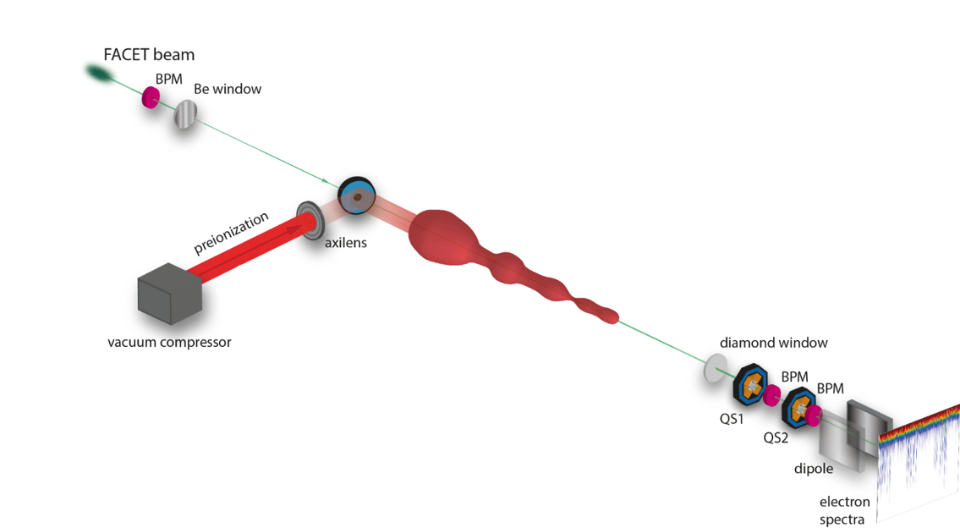 FACET beam
BPM
Be window
preionization
axilens
vacuum compressor
diamond window
BPM
BPM
QS1
QS2
dipole
electron
spectra